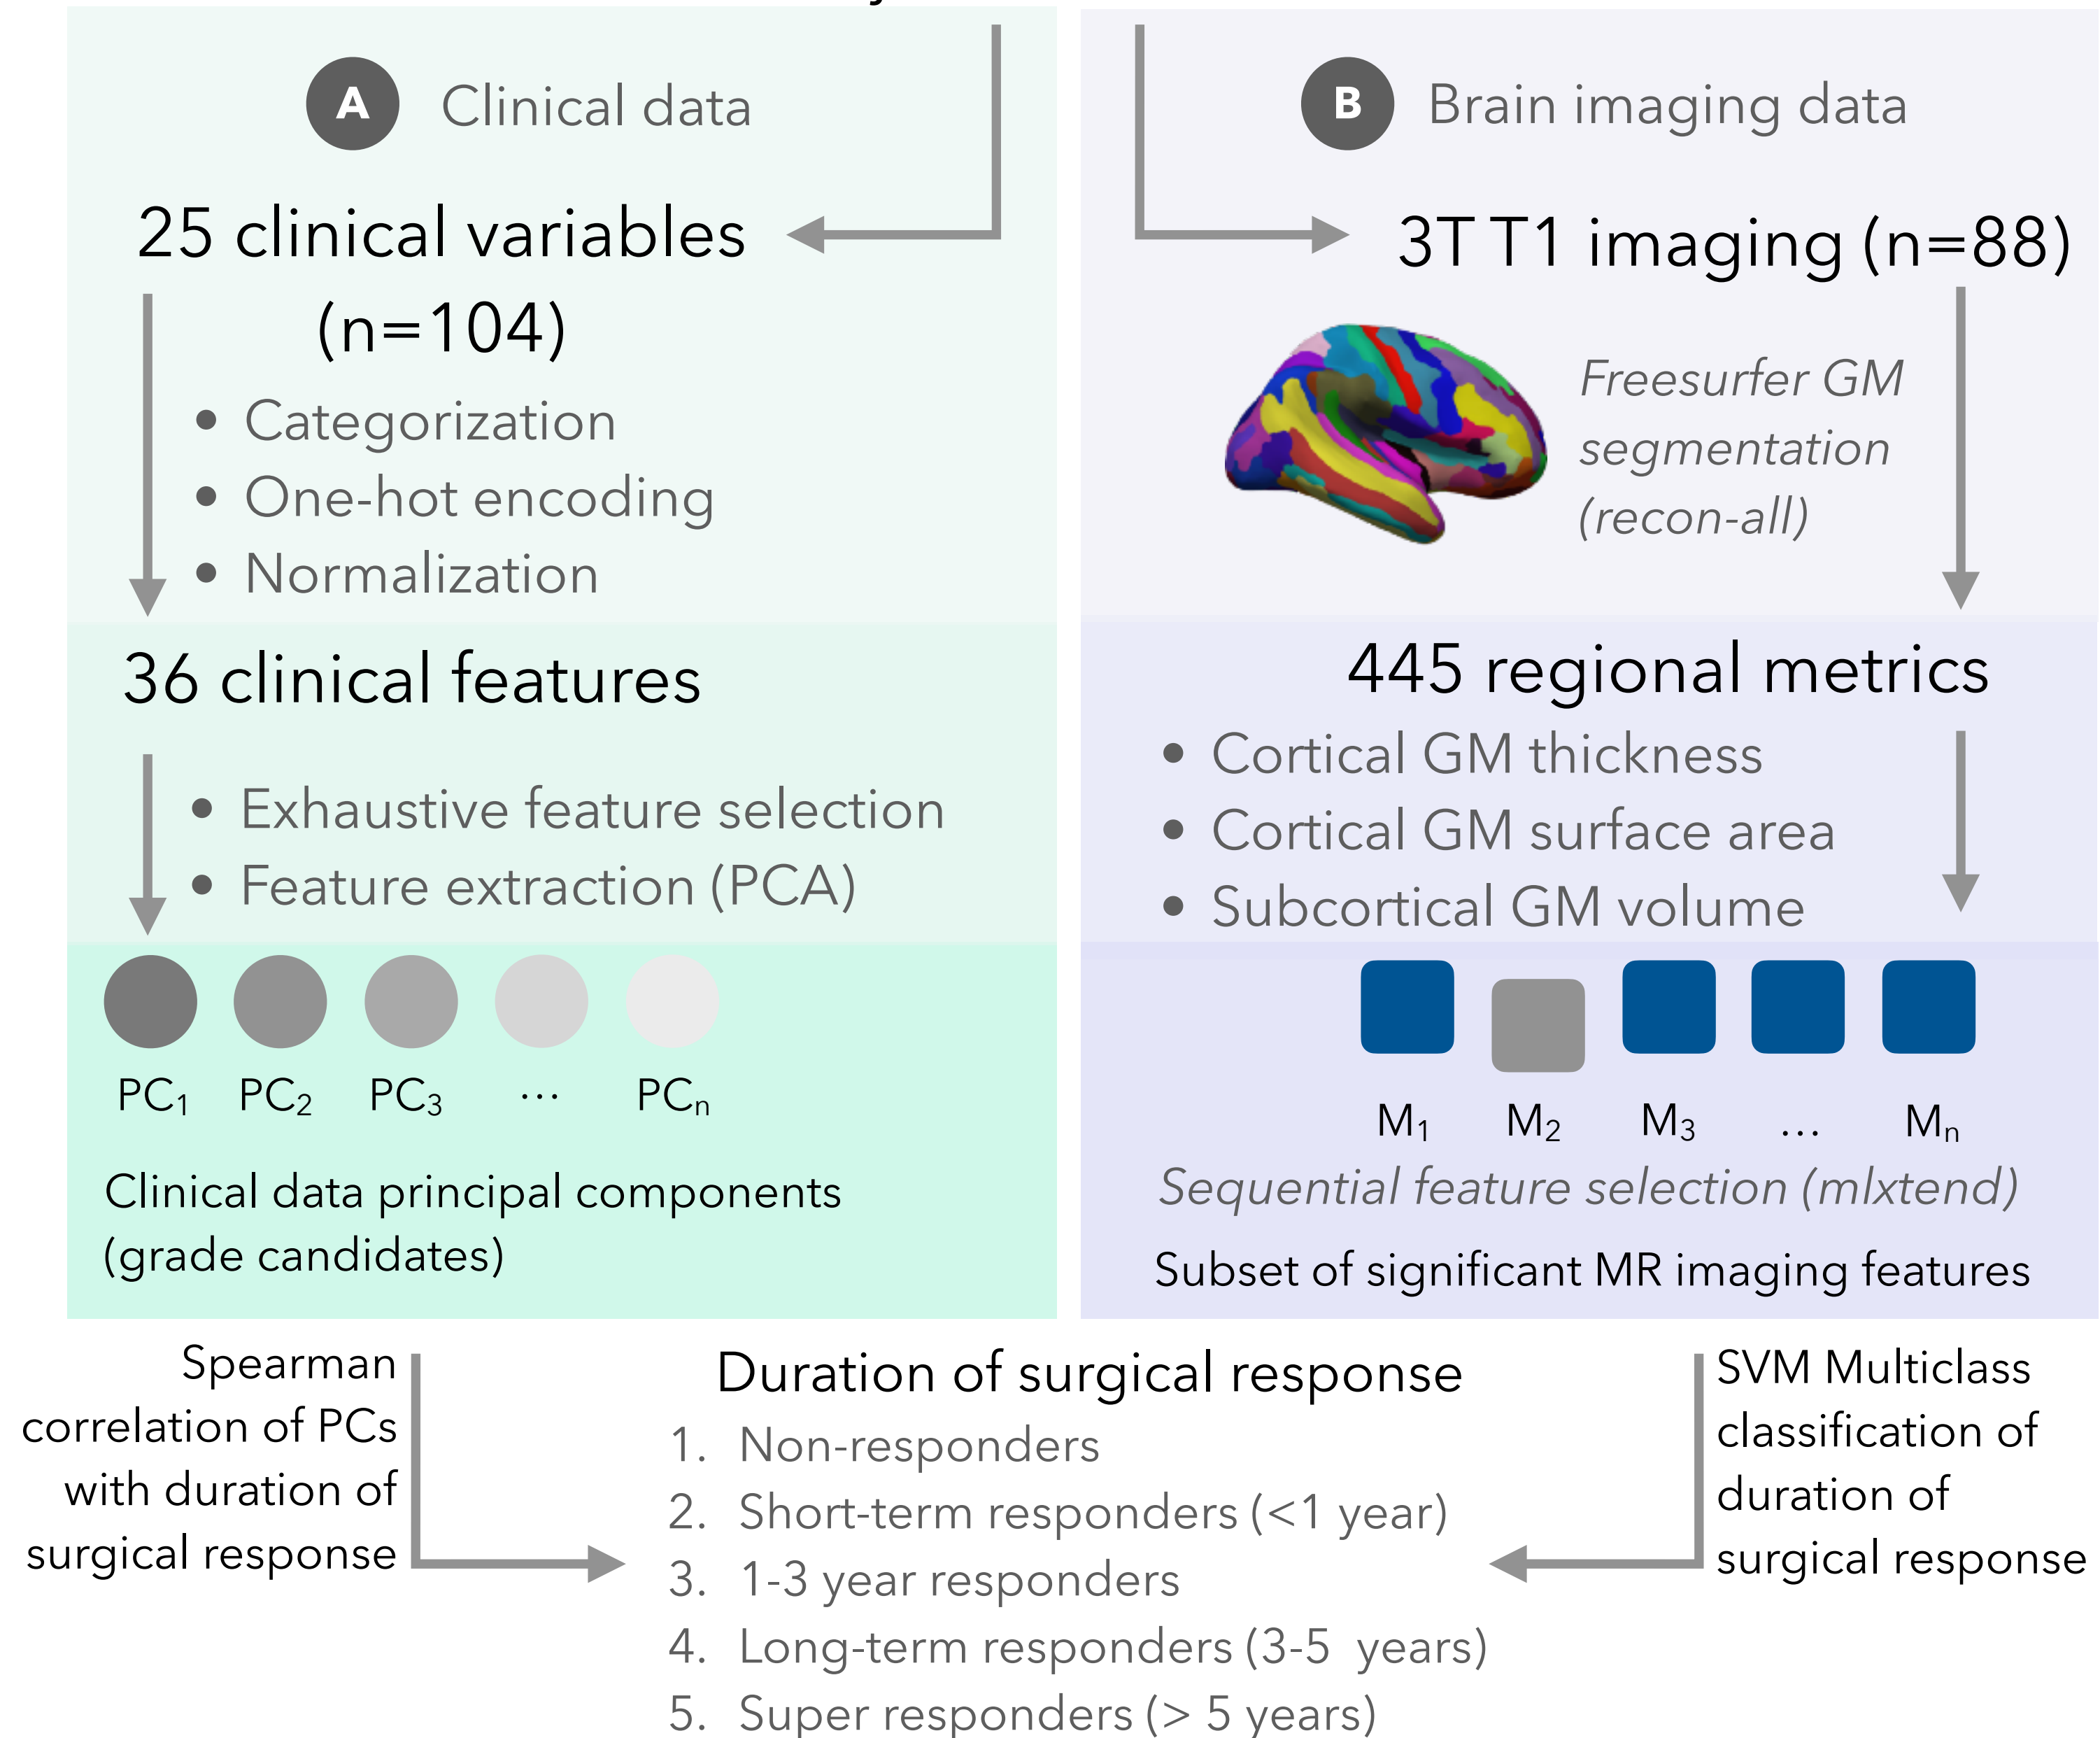 A Clinical data
25 clinical variables
(n=104)
• Categorization
• One-hot encoding
• Normalization
36 clinical features
• Exhaustive feature selection
• Feature extraction (PCA)
PC1 PC2 PC3 ... PCn
Clinical data principal components
(grade candidates)
B Brain imaging data
3T T1 imaging (n=88)
Freesurfer GM
segmentation
(recon-all)
445 regional metrics
• Cortical GM thickness
• Cortical GM surface area
• Subcortical GM volume
M1 M2 M3 ... Mn
Sequential feature selection (mlxtend)
Subset of significant MR imaging features
Spearman
correlation of PCs
with duration of
surgical response
Duration of surgical response
1. Non-responders
2. Short-term responders (<1 year)
3. 1-3 year responders
4. Long-term responders (3-5 years)
5. Super responders (> 5 years)
SVM Multiclass
classification of
duration of
surgical response